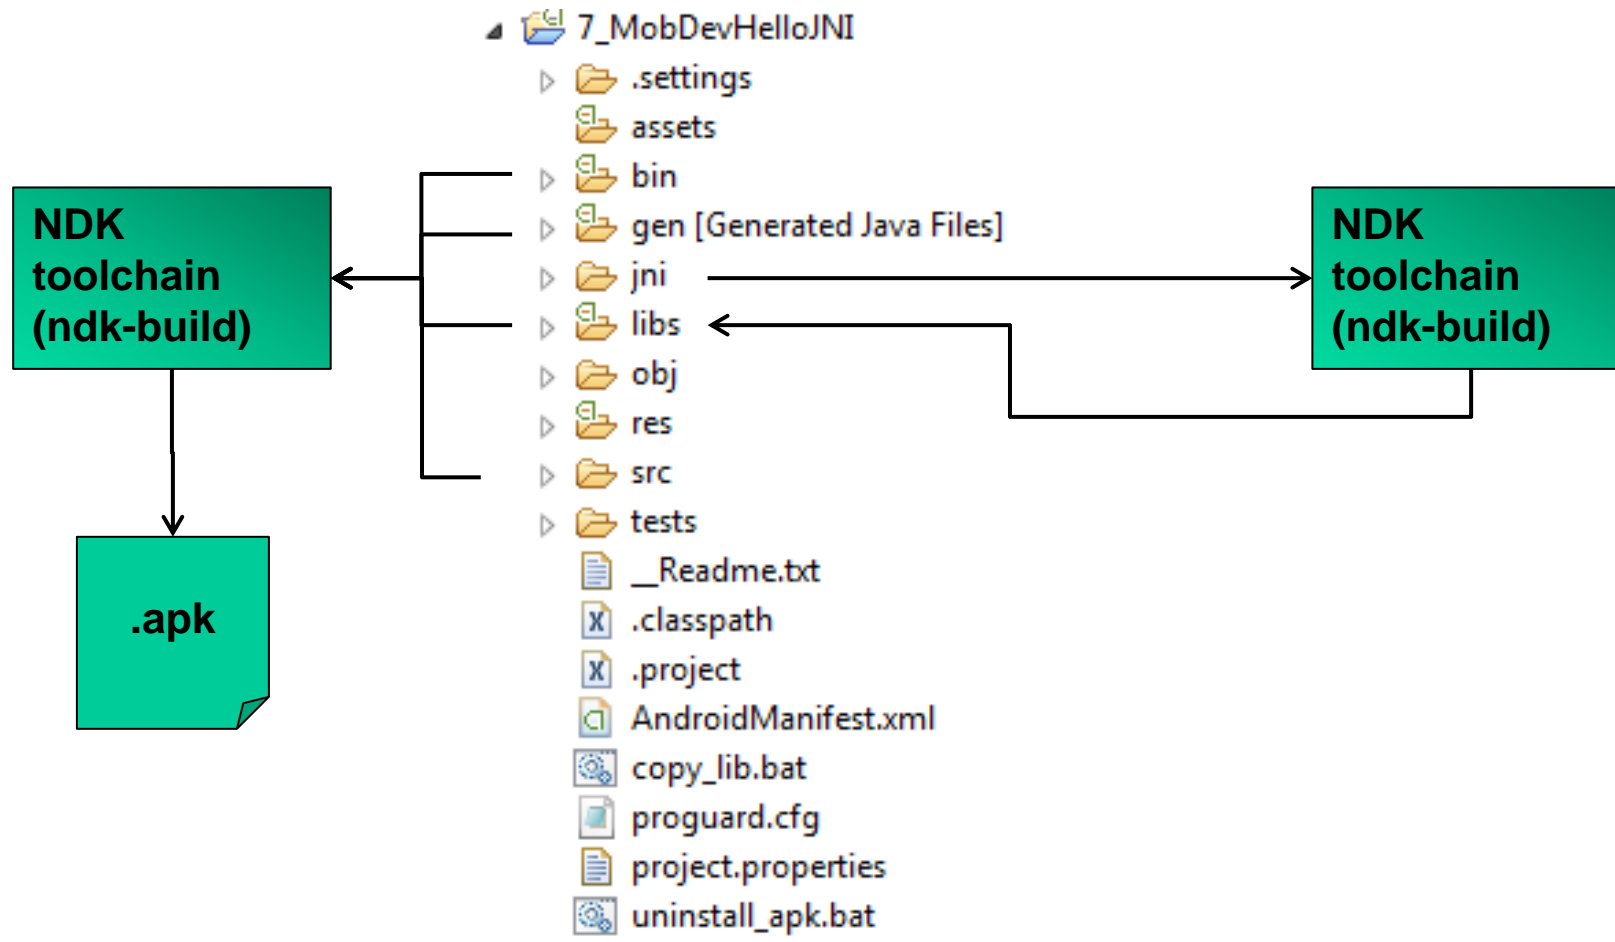 7_MobDevHelloJNI
.settings
assets
bin
gen [Generated Java Files]
jni
libs
obj
res
src
tests
__Readme.txt
.classpath
.project
AndroidManifest.xml
copy_lib.bat
proguard.cfg
project.properties
uninstall_apk.bat
NDK
toolchain
(ndk-build)
.apk
NDK
toolchain
(ndk-build)